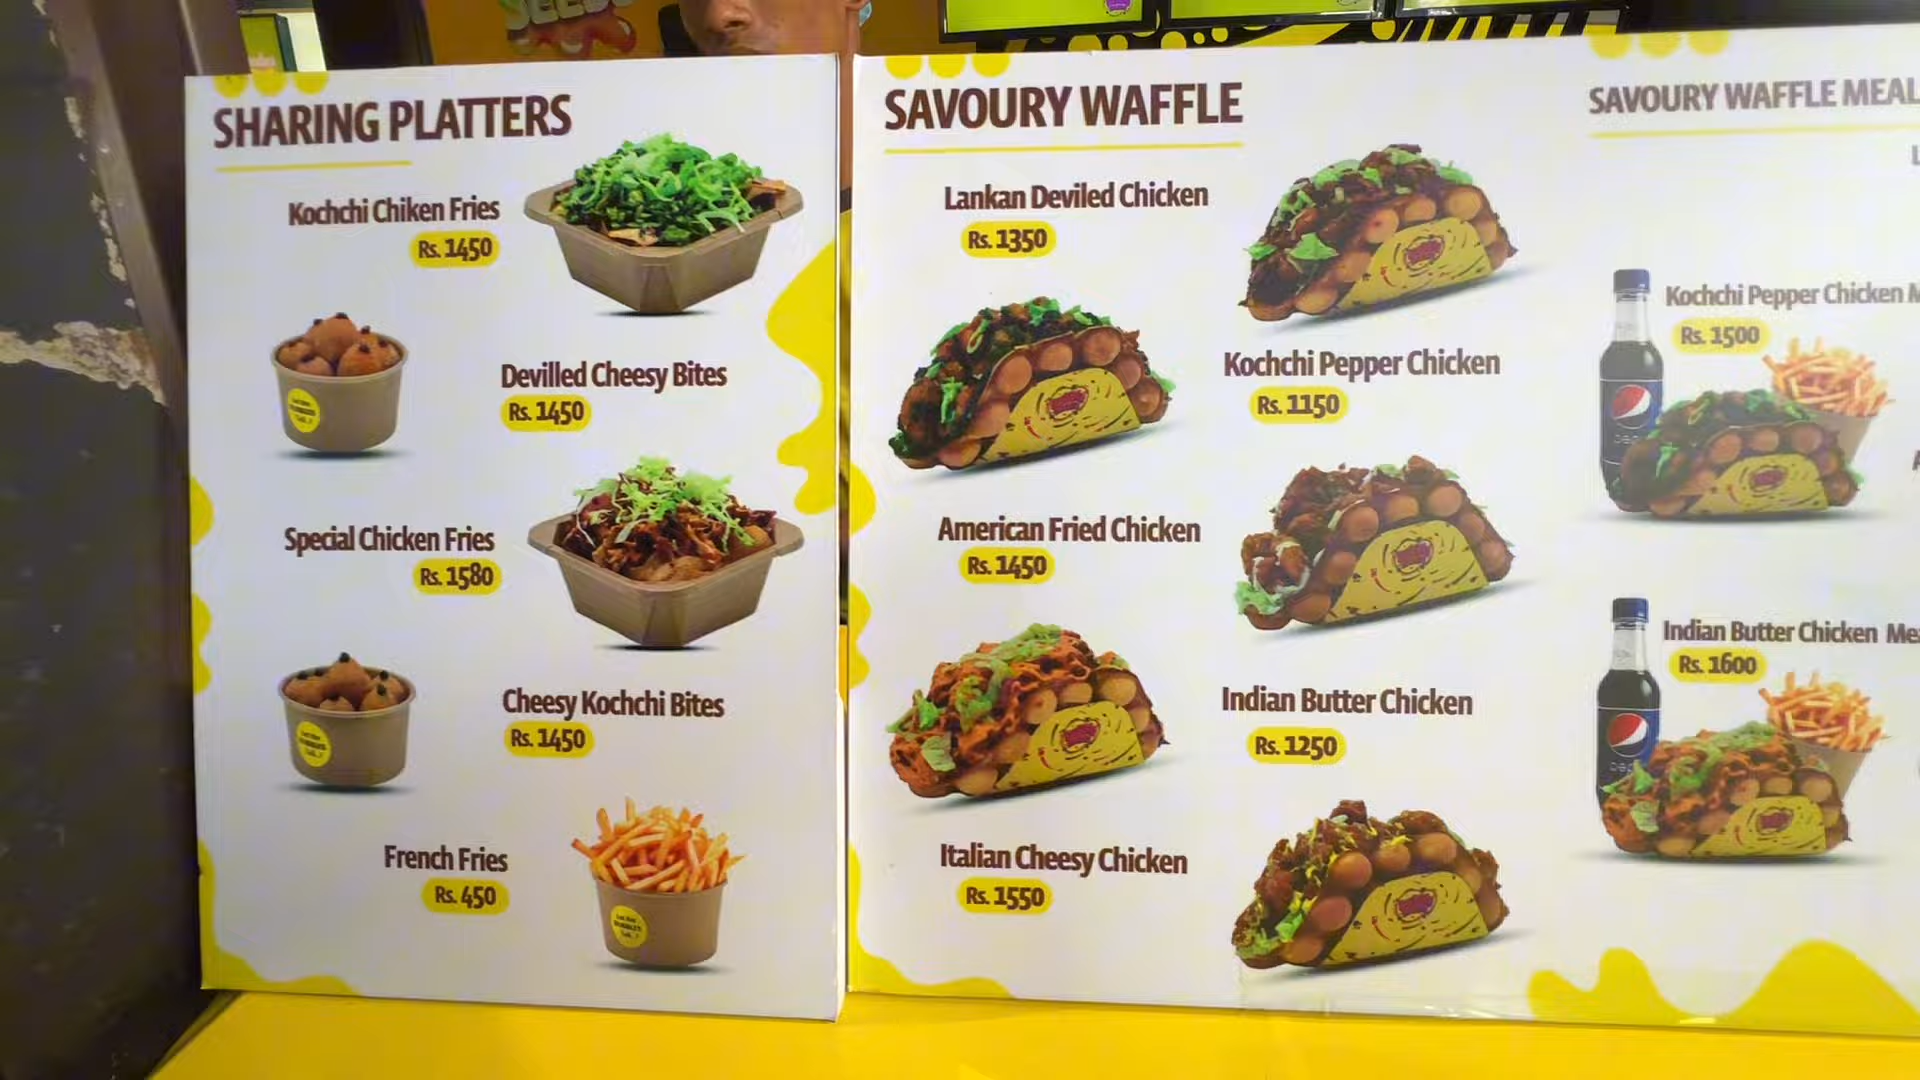 SHARING PLATTERS
Kochchi Chiken Fries
Rs. 1450
Devilled Cheesy Bites
Rs. 1450
Special Chicken Fries
Rs. 1580
Cheesy Kochchi Bites
Rs. 1450
French Fries
Rs. 450
SAVOURY WAFFLE
Lankan Deviled Chicken
Rs. 1350
Kochchi Pepper Chicken
Rs. 1150
American Fried Chicken
Rs. 1450
Indian Butter Chicken
Rs. 1250
Italian Cheesy Chicken
Rs. 1550
SAVOURY WAFFLE MEAL
Kochchi Pepper Chicken M
Rs. 1500
Indian Butter Chicken Me
Rs. 1600